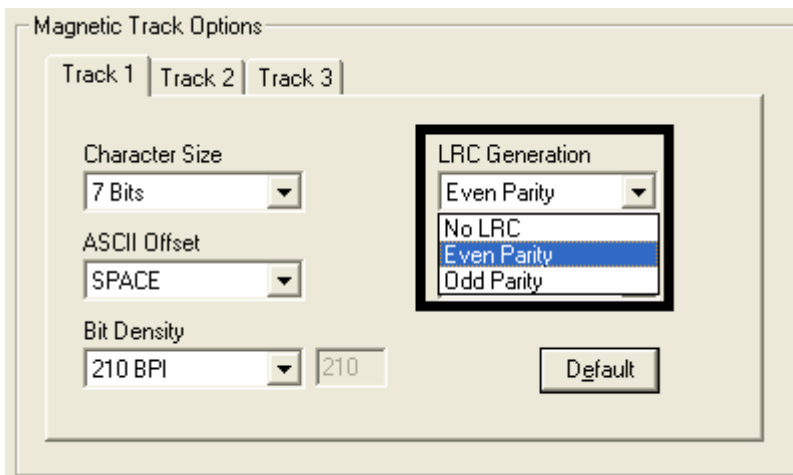 Magnetic Track Options
Track 1 Track 2 Track 3
Character Size
7 Bits
ASCII Offset
SPACE
Bit Density
210 BPI 210
LRC Generation
Even Parity
No LRC
Even Parity
Odd Parity
Default